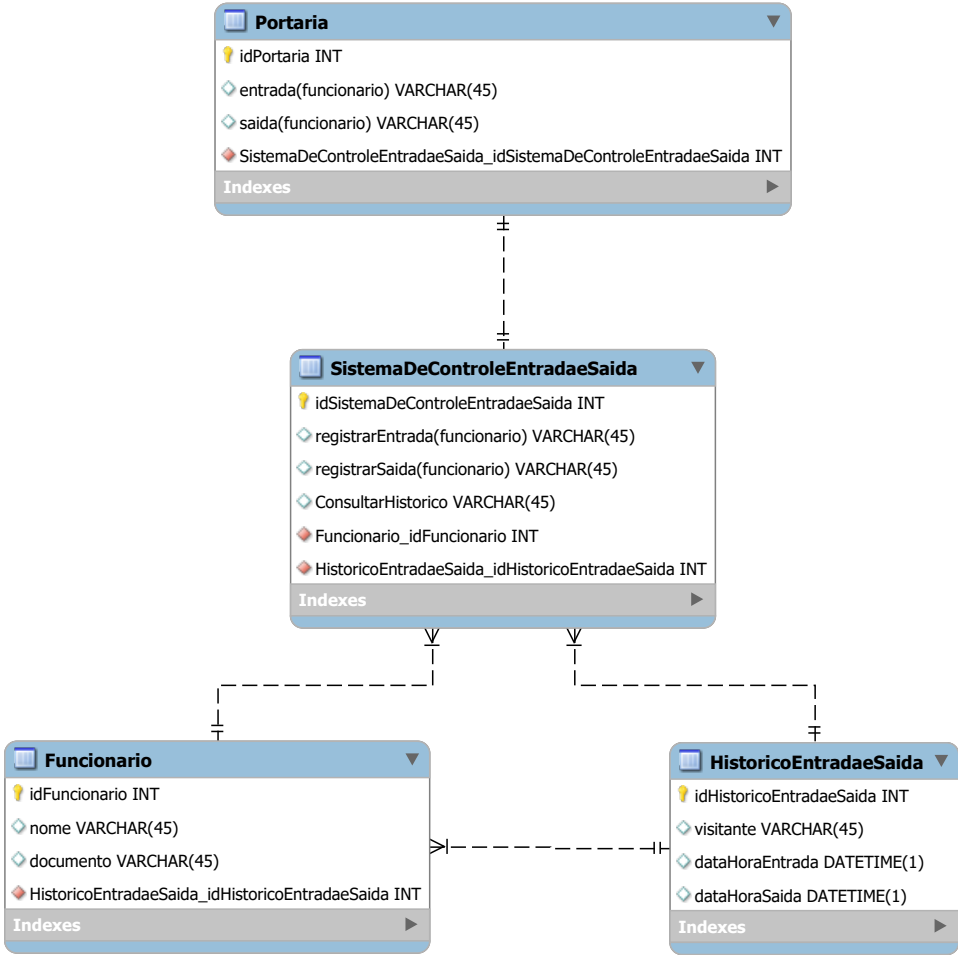 Portaria
idPortaria INT
entrada(funcionario) VARCHAR(45)
saida(funcionario) VARCHAR(45)
SistemaDeControleEntradaeSaida_idSistemaDeControleEntradaeSaida INT
Indexes
SistemaDeControleEntradaeSaida
idSistemaDeControleEntradaeSaida INT
registrarEntrada(funcionario) VARCHAR(45)
registrarSaida(funcionario) VARCHAR(45)
ConsultarHistorico VARCHAR(45)
Funcionario_idFuncionario INT
HistoricoEntradaeSaida_idHistoricoEntradaeSaida INT
Indexes
Funcionario
idFuncionario INT
nome VARCHAR(45)
documento VARCHAR(45)
HistoricoEntradaeSaida_idHistoricoEntradaeSaida INT
Indexes
HistoricoEntradaeSaida
idHistoricoEntradaeSaida INT
visitante VARCHAR(45)
dataHoraEntrada DATETIME(1)
dataHoraSaida DATETIME(1)
Indexes